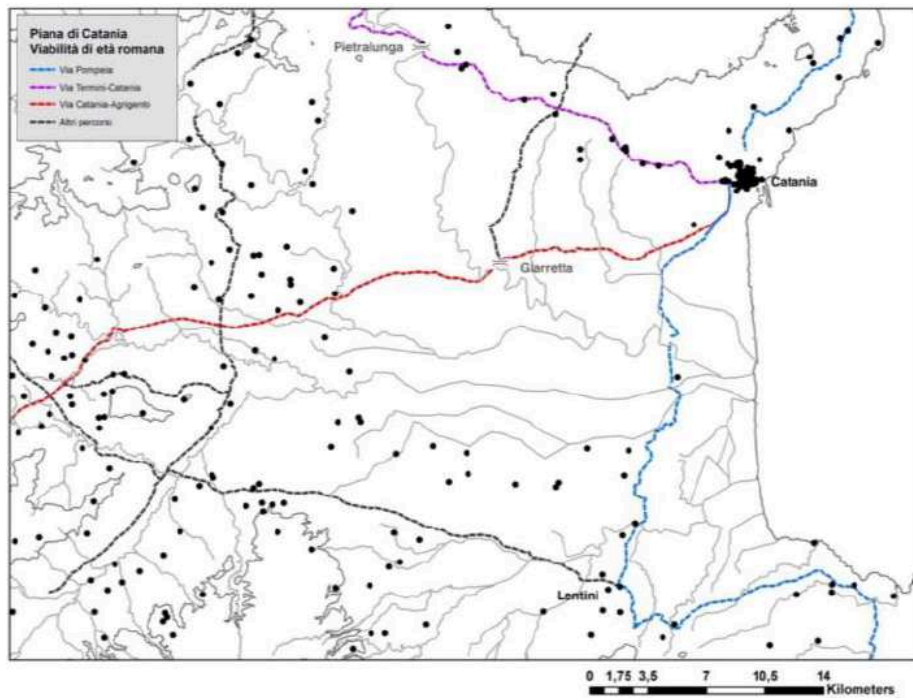 Piana di Catania
Viabilità di età romana
Via Pompeia
Via Termini-Catania
Via Catania-Agrigento
Altri percorsi
Pietralunga
Catania
Giarretta
Lentini
0 1,75 3,5 7 10,5 14
Kilometers